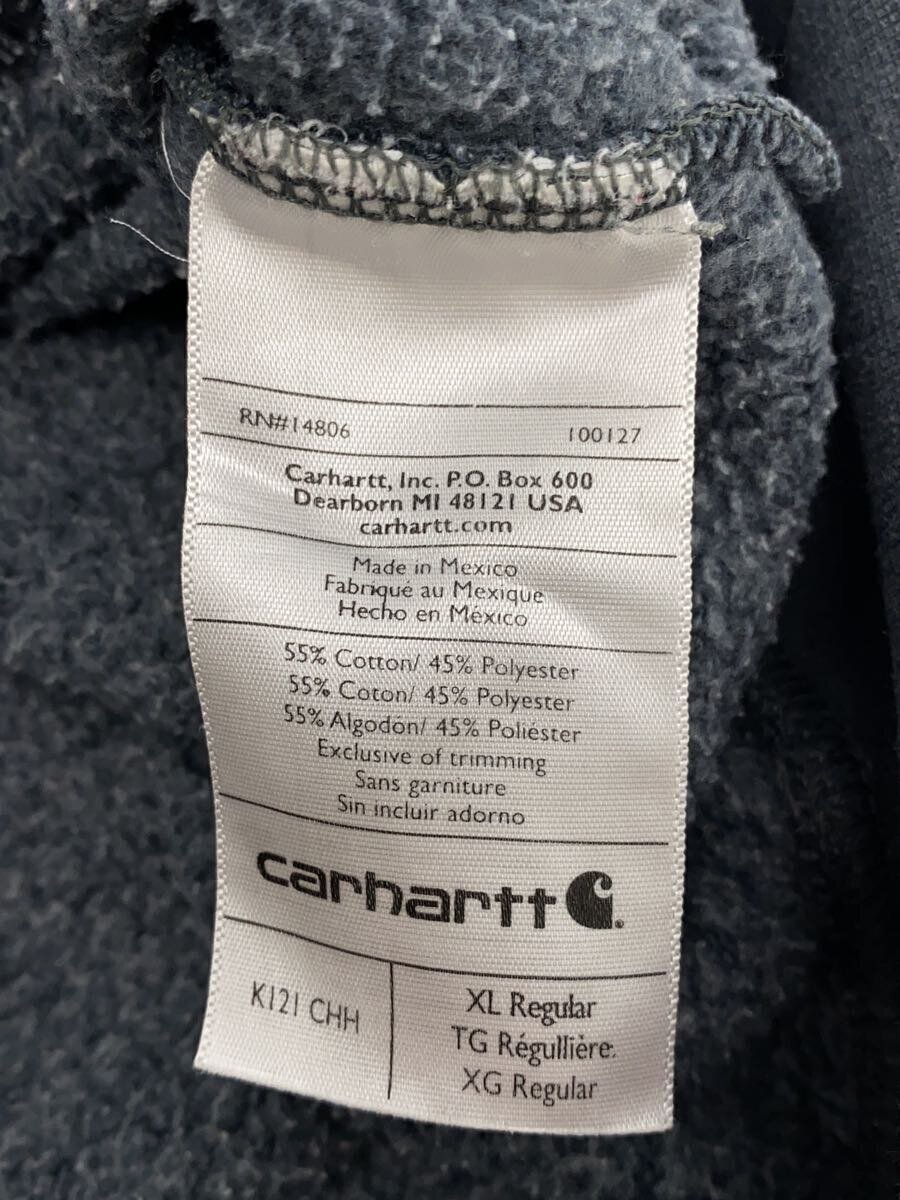 RN#14806 100127
Carhartt, Inc. P.O. Box 600
Dearborn MI 48121 USA
carhartt.com
Made in Mexico
Fabriqué au Mexique
Hecho en México
55% Cotton/ 45% Polyester
55% Coton/ 45% Polyester
55% Algodón/ 45% Poliéster
Exclusive of trimming
Sans garniture
Sin incluir adorno
carhartt
K121 CHH
XL Regular
TG Régullière
XG Regular